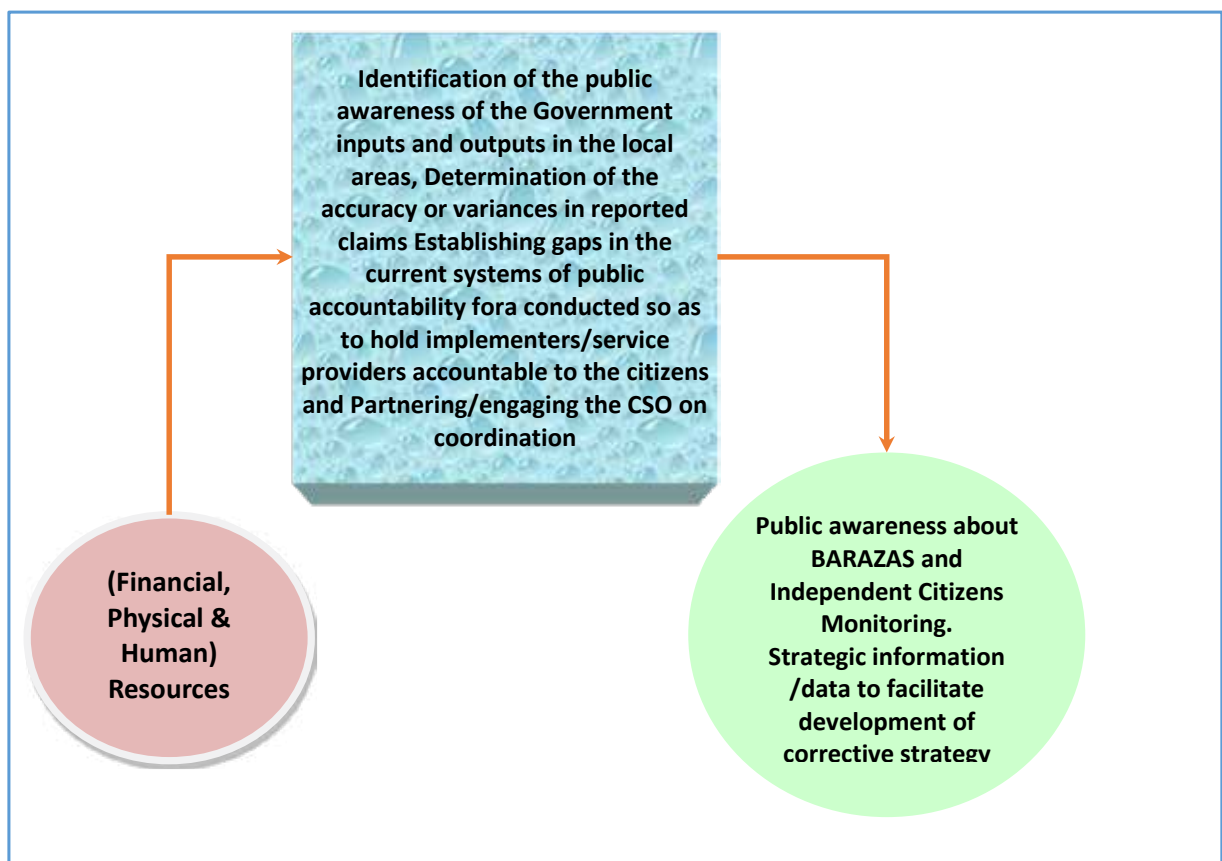 Identification of the public
awareness of the Government
inputs and outputs in the local
areas, Determination of the
accuracy or variances in reported
claims Establishing gaps in the
current systems of public
accountability fora conducted so as
to hold implementers/service
providers accountable to the citizens
and Partnering/engaging the CSO on
coordination
(Financial,
Physical &
Human)
Resources
Public awareness about
BARAZAS and
Independent Citizens
Monitoring.
Strategic information
/data to facilitate
development of
corrective strategy